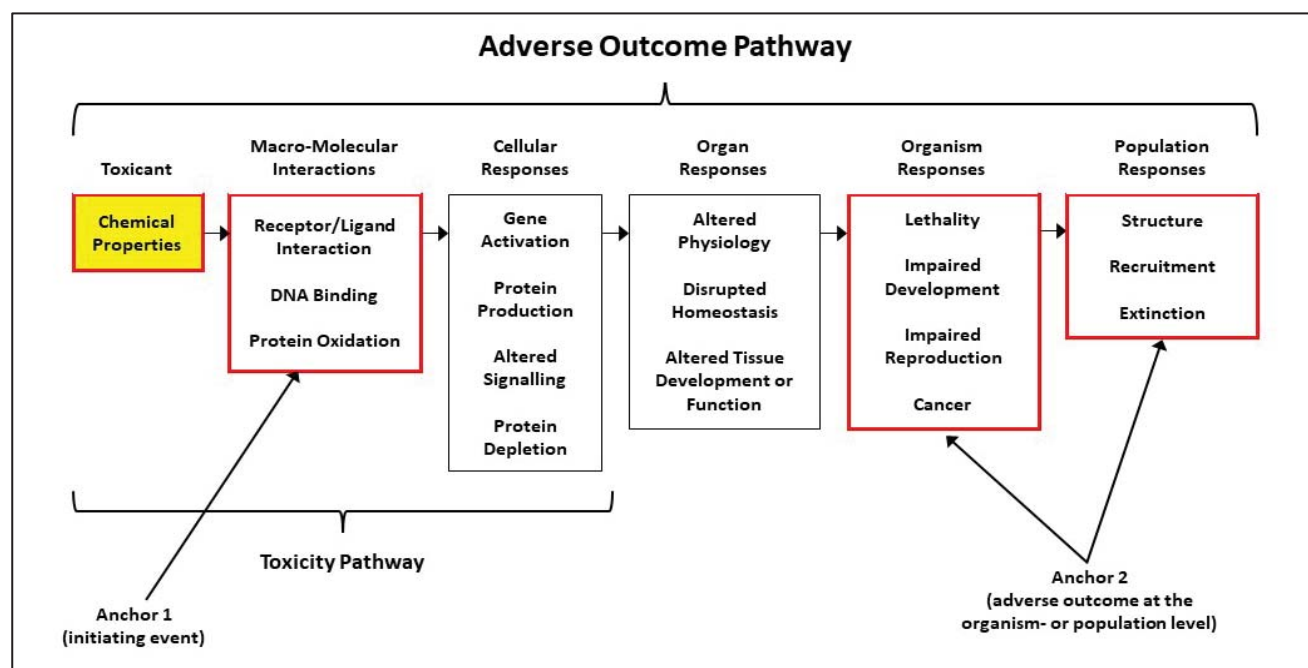 Adverse Outcome Pathway
Toxicant
Macro-Molecular
Interactions
Cellular
Responses
Organ
Responses
Organism
Responses
Population
Responses
Chemical
Properties
Receptor/Ligand
Interaction
DNA Binding
Protein Oxidation
Gene
Activation
Protein
Production
Altered
Signalling
Protein
Depletion
Altered
Physiology
Disrupted
Homeostasis
Altered Tissue
Development or
Function
Lethality
Impaired
Development
Impaired
Reproduction
Cancer
Structure
Recruitment
Extinction
Toxicity Pathway
Anchor 1
(initiating event)
Anchor 2
(adverse outcome at the
organism- or population level)